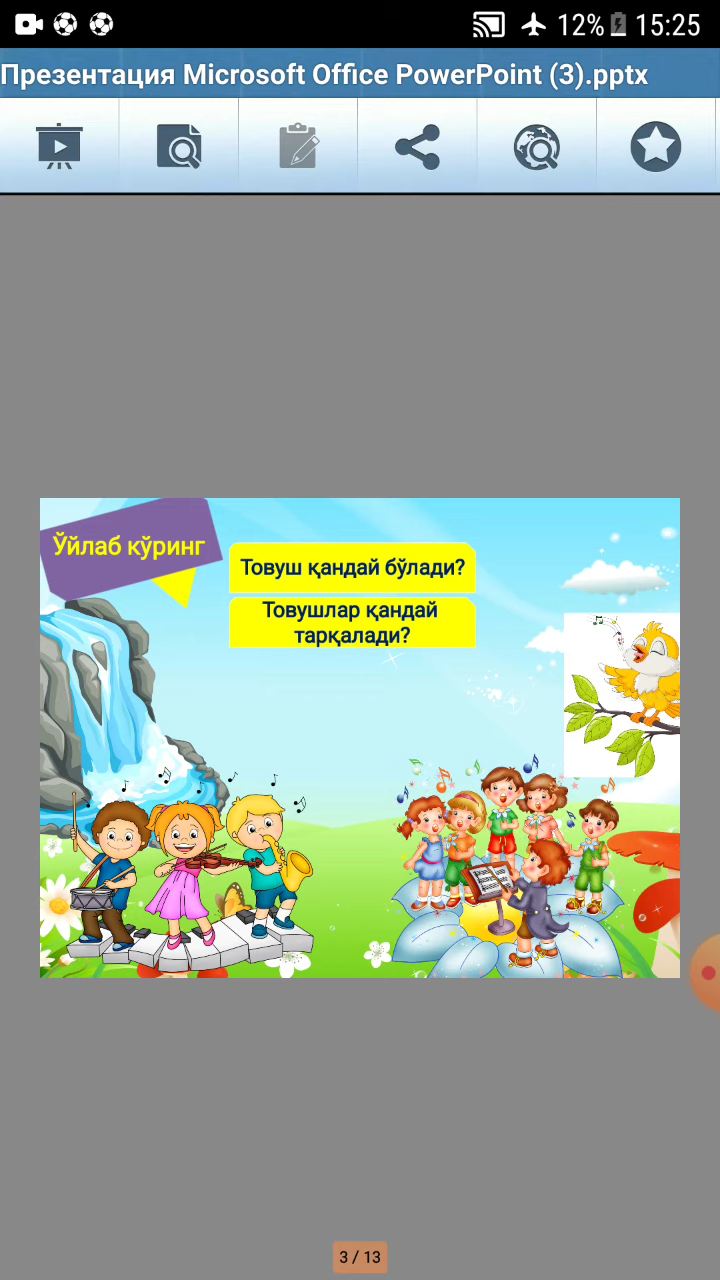 12% 15:25
Презентация Microsoft Office PowerPoint (3).pptx
Ўйлаб кўринг
Товуш қандай бўлади?
Товушлар қандай
тарқалади?
3 / 13